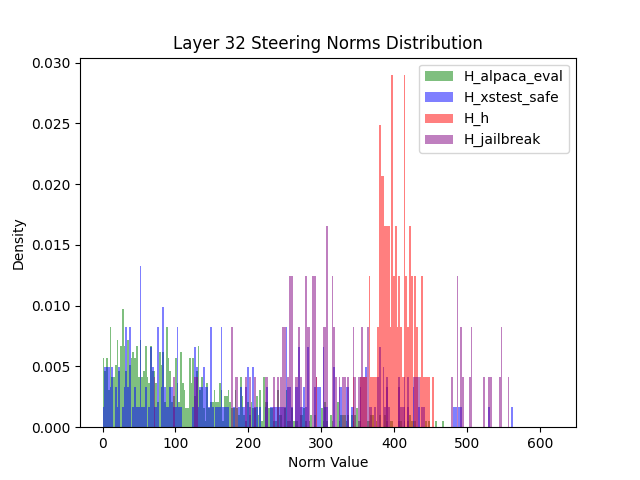 Layer 32 Steering Norms Distribution
0.030
0.025
0.020
0.015
0.010
0.005
0.000
Density
H_alpaca_eval
H_xstest_safe
H_h
H_jailbreak
0 100 200 300 400 500 600
Norm Value